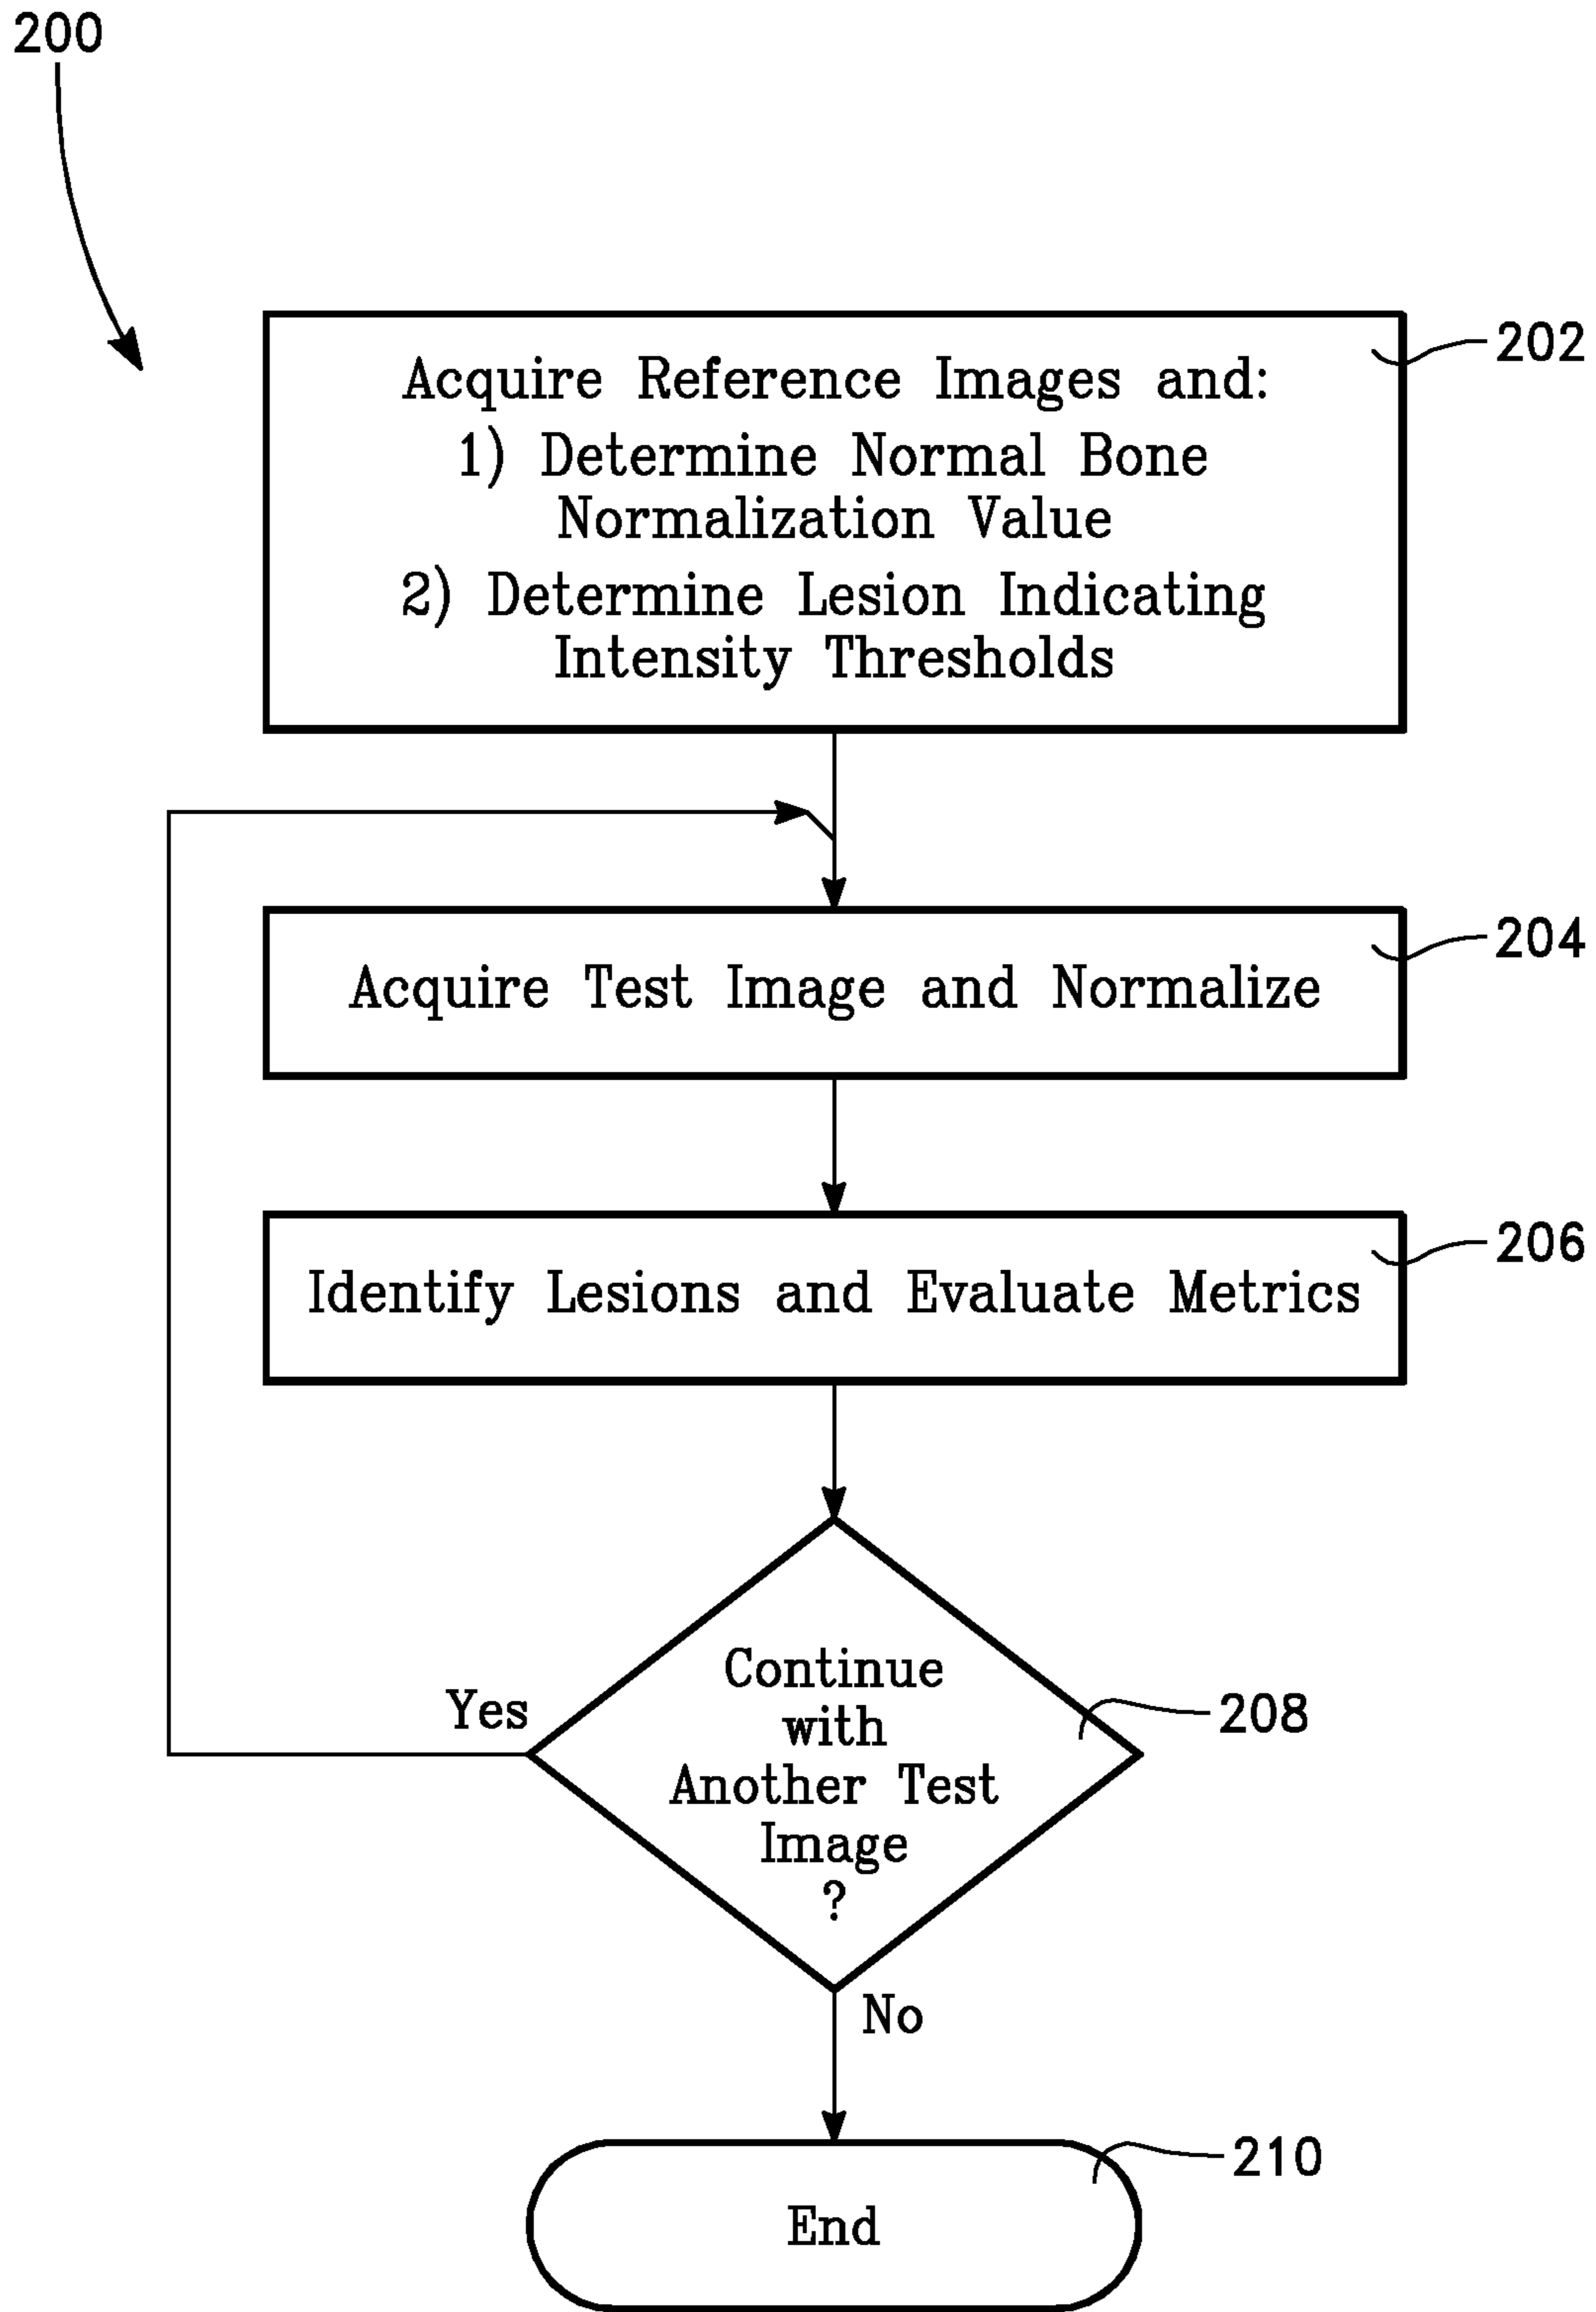 200
Acquire Reference Images and:
202
1) Determine Normal Bone
Normalization Value
2) Determine Lesion Indicating
Intensity Thresholds
204
Acquire Test Image and Normalize
206
Identify Lesions and Evaluate Metrics
Continue
with
Another Test
Image
?
Yes
208
No
210
End